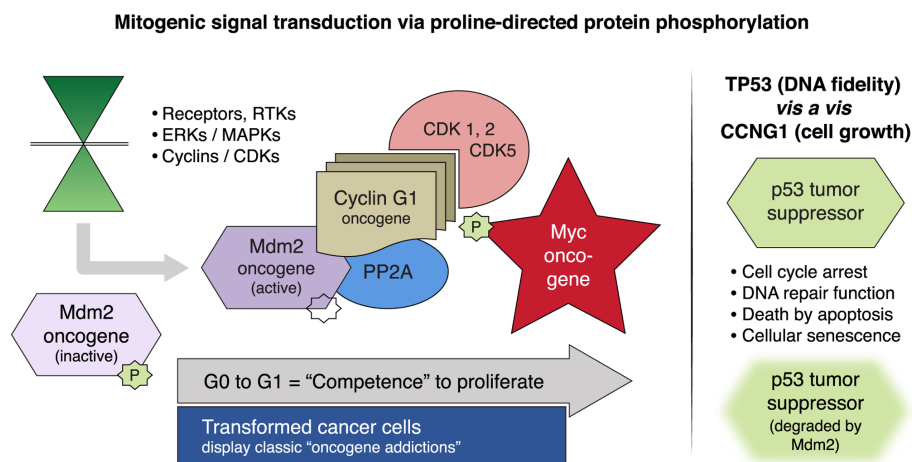 Mitogenic signal transduction via proline-directed protein phosphorylation
• Receptors, RTKs
• ERKs / MAPKs
• Cyclins / CDKs
CDK 1, 2
CDK5
Cyclin G1
oncogene
Mdm2
oncogene
(active)
PP2A
P
Myc
onco-
gene
Mdm2
oncogene
(inactive)
P
G0 to G1 = “Competence” to proliferate
Transformed cancer cells
display classic “oncogene addictions”
TP53 (DNA fidelity)
vis a vis
CCNG1 (cell growth)
p53 tumor
suppressor
• Cell cycle arrest
• DNA repair function
• Death by apoptosis
• Cellular senescence
p53 tumor
suppressor
(degraded by
Mdm2)